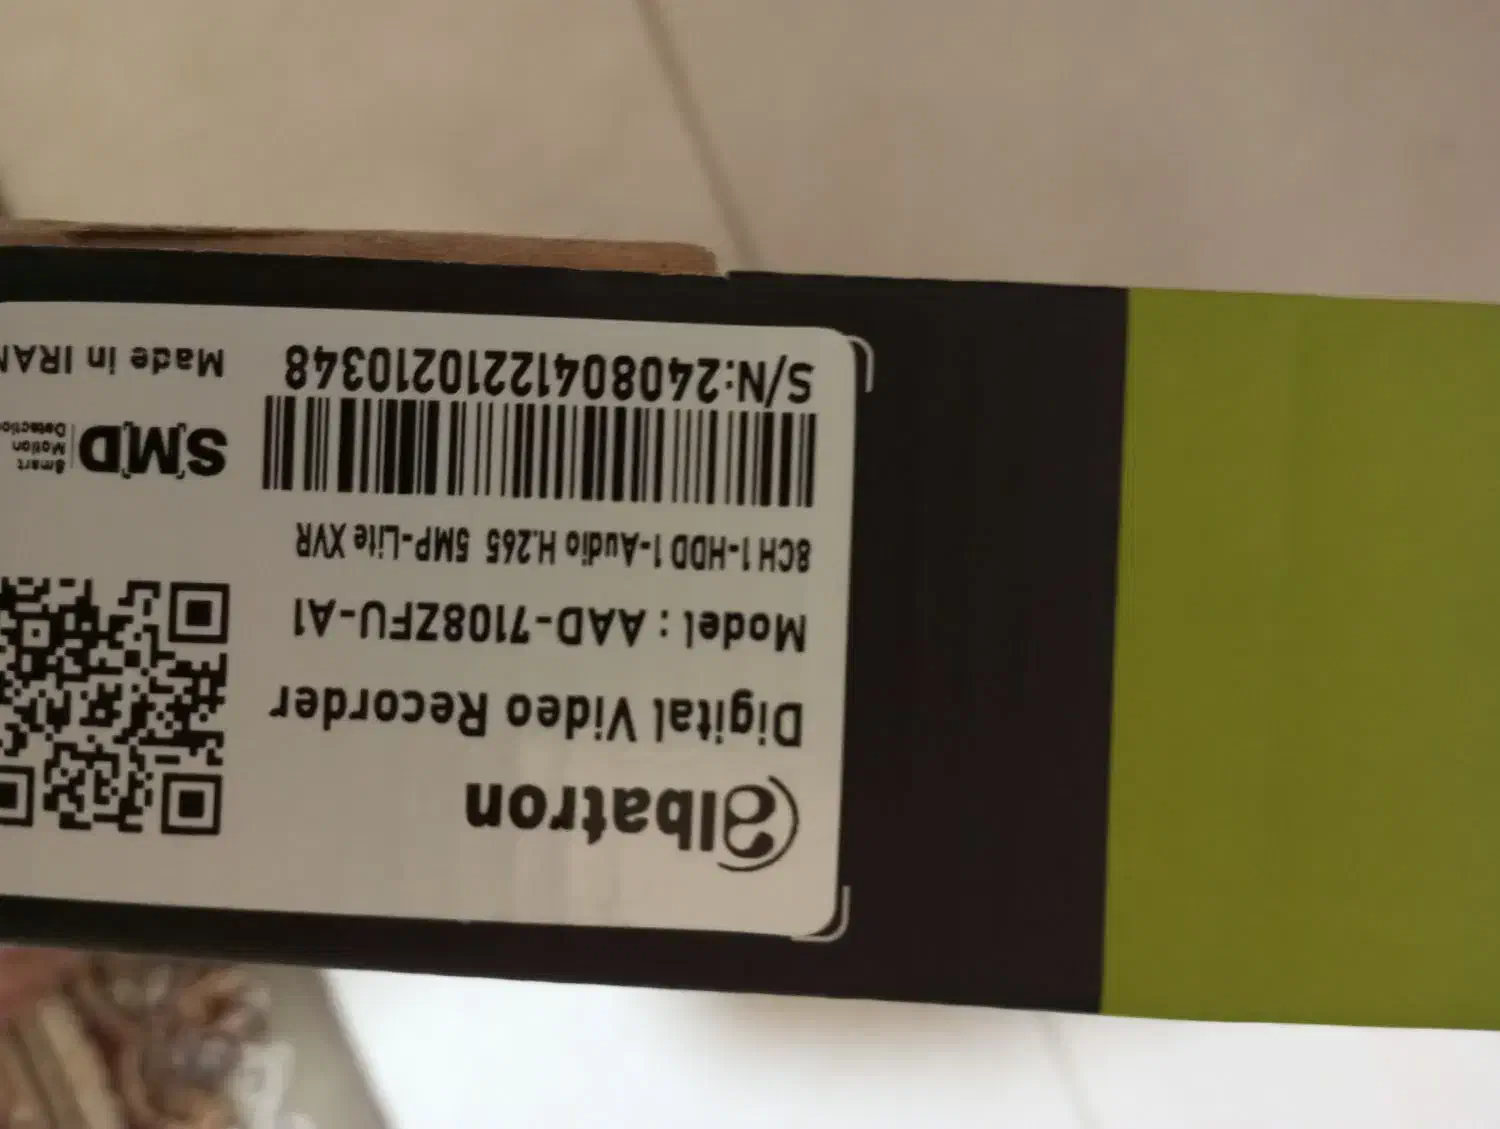 albatron
Digital Video Recorder
Model : AAD-7108ZFU-A1
8CH 1-HDD 1-Audio H.265 5MP-Lite XVR
S/N:2408041221020348
SMD
Smart
Motion
Detection
Made in IRAN